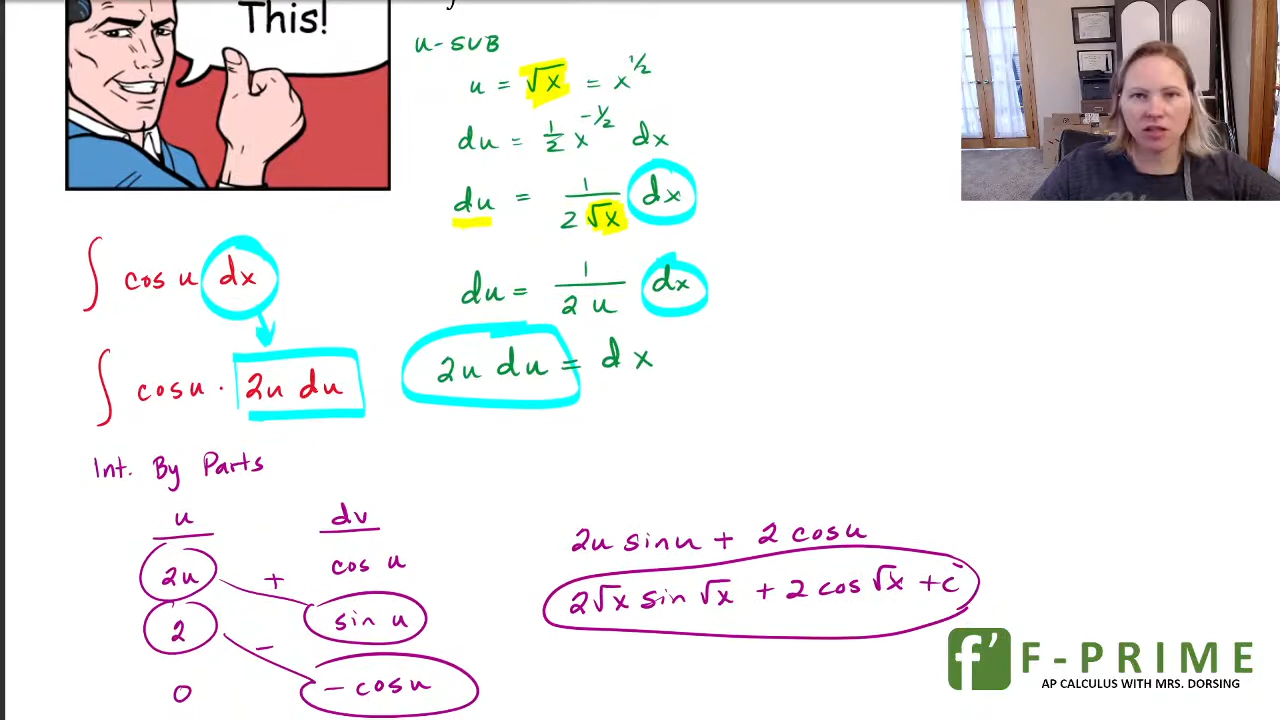 This!
u-SUB
u = √x = x^1/2
du = 1/2 x^-1/2 dx
du = 1/(2√x) dx
∫ cos u dx
du = 1/(2u) dx
∫ cos u · 2u du
2u du = dx
Int. By Parts
u dv
2u + cos u
2 − sin u
0 − cos u
2u sin u + 2 cos u
2√x sin √x + 2 cos √x + C
f' F-PRIME
AP CALCULUS WITH MRS. DORSING